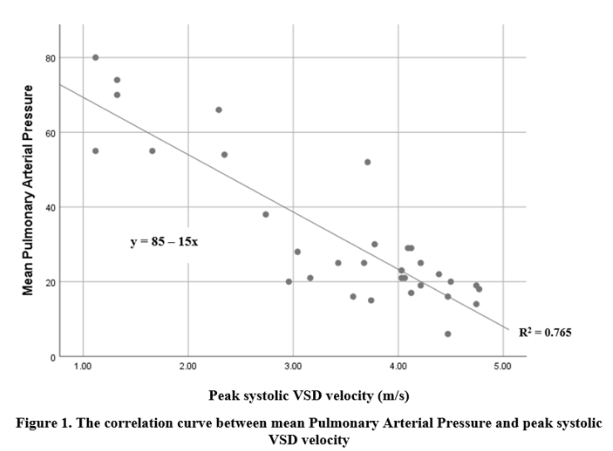 80
60
40
20
0
Mean Pulmonary Arterial Pressure
y = 85 – 15x
R² = 0.765
1.00 2.00 3.00 4.00 5.00
Peak systolic VSD velocity (m/s)
Figure 1. The correlation curve between mean Pulmonary Arterial Pressure and peak systolic
VSD velocity